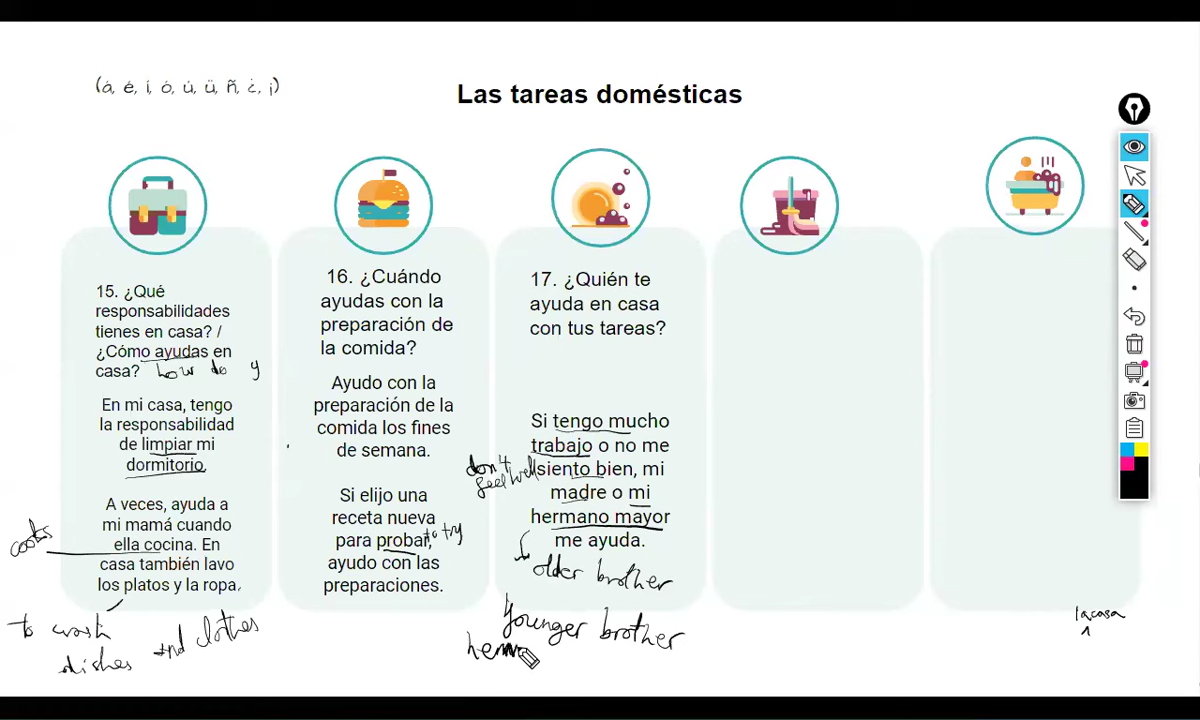 (á, é, í, ó, ú, ü, ñ, ¿, ¡)
Las tareas domésticas
15. ¿Qué
responsabilidades
tienes en casa? /
¿Cómo ayudas en
casa? how do y
En mi casa, tengo
la responsabilidad
de limpiar mi
dormitorio.
A veces, ayuda a
mi mamá cuando
ella cocina. En
casa también lavo
los platos y la ropa.
cooks
to wash
dishes
and clothes
16. ¿Cuándo
ayudas con la
preparación de
la comida?
Ayudo con la
preparación de la
comida los fines
de semana.
Si elijo una
receta nueva
para probar,
ayudo con las
preparaciones.
to try
17. ¿Quién te
ayuda en casa
con tus tareas?
Si tengo mucho
trabajo o no me
siento bien, mi
madre o mi
hermano mayor
me ayuda.
don't
feel well
older brother
younger brother
la casa